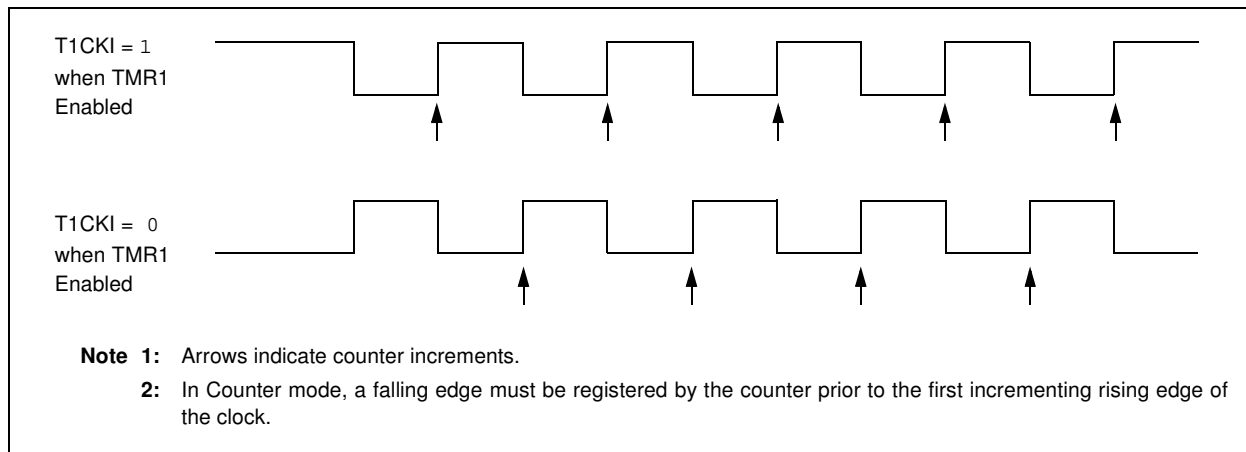 T1CKI = 1
when TMR1
Enabled
T1CKI = 0
when TMR1
Enabled
Note 1: Arrows indicate counter increments.
2: In Counter mode, a falling edge must be registered by the counter prior to the first incrementing rising edge of
the clock.